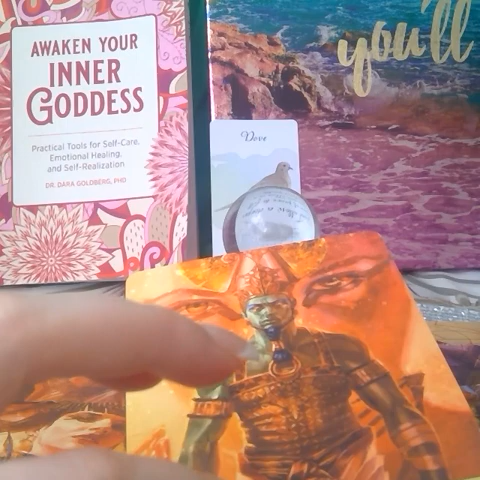 AWAKEN YOUR
INNER
GODDESS
Practical Tools for Self-Care,
Emotional Healing,
and Self-Realization
DR. DARA GOLDBERG, PHD
you'll
Dove